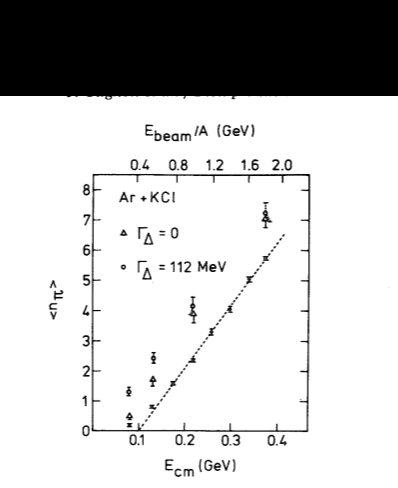 E_beam/A (GeV)
0.4 0.8 1.2 1.6 2.0
8
Ar + KCl
7
▵ Γ_Δ = 0
6
∘ Γ_Δ = 112 MeV
5
<n_π>
4
3
2
1
0
0.1 0.2 0.3 0.4
E_cm (GeV)